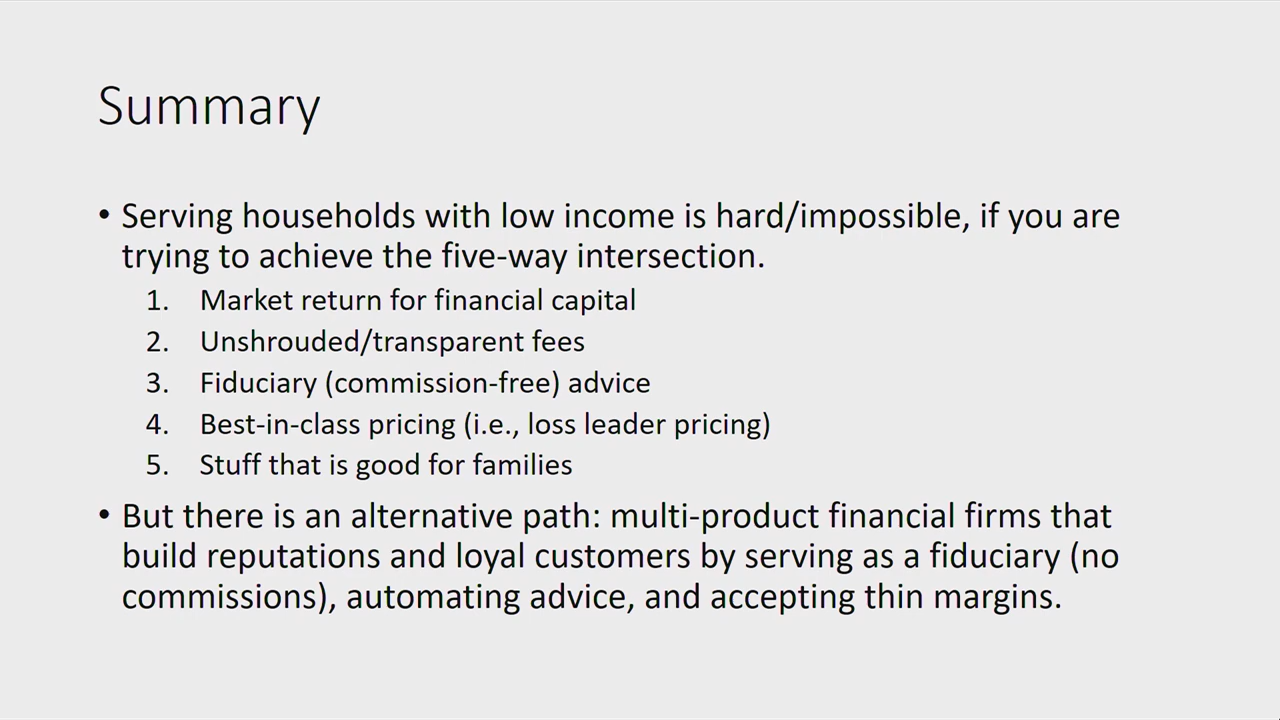 Summary
• Serving households with low income is hard/impossible, if you are
trying to achieve the five-way intersection.
1. Market return for financial capital
2. Unshrouded/transparent fees
3. Fiduciary (commission-free) advice
4. Best-in-class pricing (i.e., loss leader pricing)
5. Stuff that is good for families
• But there is an alternative path: multi-product financial firms that
build reputations and loyal customers by serving as a fiduciary (no
commissions), automating advice, and accepting thin margins.